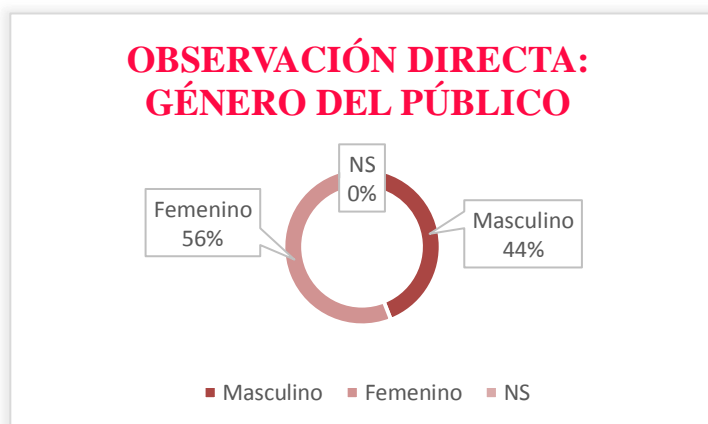 OBSERVACIÓN DIRECTA:
GÉNERO DEL PÚBLICO
NS
0%
Femenino
56%
Masculino
44%
Masculino Femenino NS